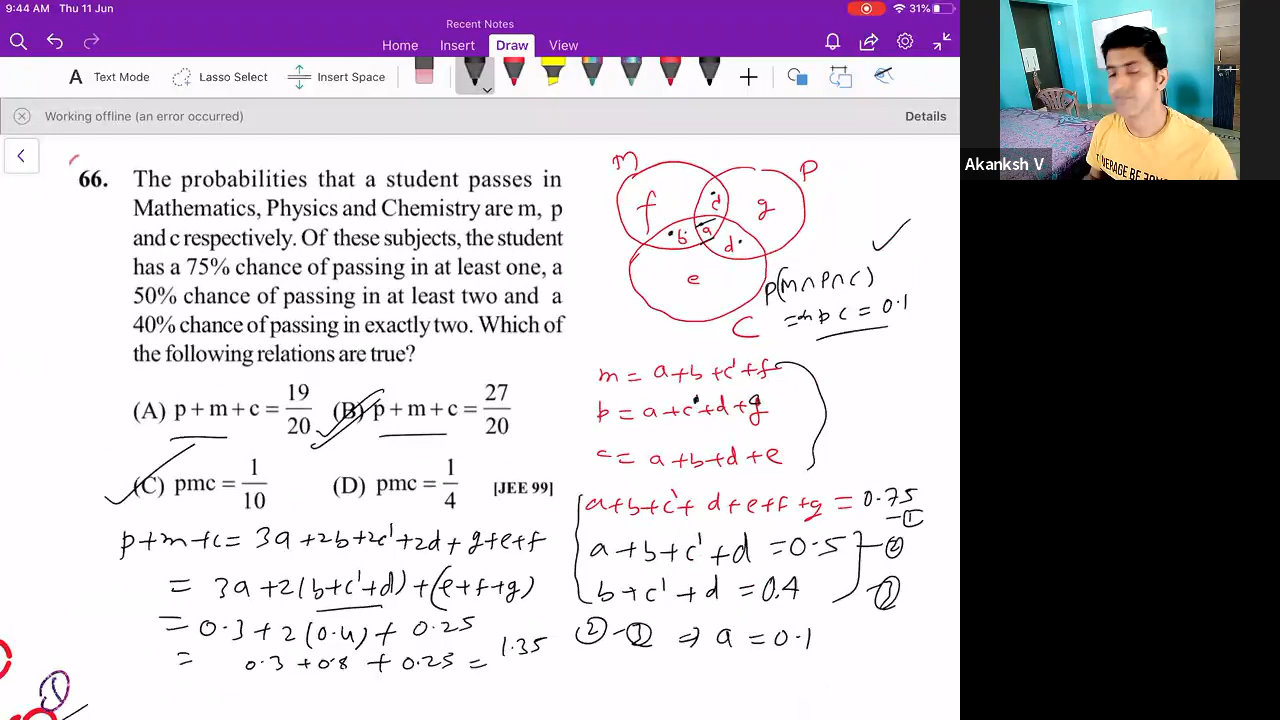 9:44 AM Thu 11 Jun
31%
Recent Notes
Home Insert Draw View
Text Mode Lasso Select Insert Space
Working offline (an error occurred)
Details
Akanksh V
66. The probabilities that a student passes in
Mathematics, Physics and Chemistry are m, p
and c respectively. Of these subjects, the student
has a 75% chance of passing in at least one, a
50% chance of passing in at least two and a
40% chance of passing in exactly two. Which of
the following relations are true?
(A) p + m + c = 19/20 (B) p + m + c = 27/20
(C) pmc = 1/10 (D) pmc = 1/4 [JEE 99]
p+m+c = 3a+2b+2c'+2d+g+e+f
= 3a+2(b+c'+d)+(e+f+g)
= 0.3+2(0.4)+0.25
= 0.3+0.8+0.25 = 1.35
M
P
f
c'
g
b
a
d
e
C
P(m∩p∩c)
=mpc = 0.1
m = a+b+c'+f
p = a+c'+d+g
c = a+b+d+e
a+b+c'+d+e+f+g = 0.75
-①
a+b+c'+d = 0.5 -②
b+c'+d = 0.4 -③
②-③ ⇒ a = 0.1